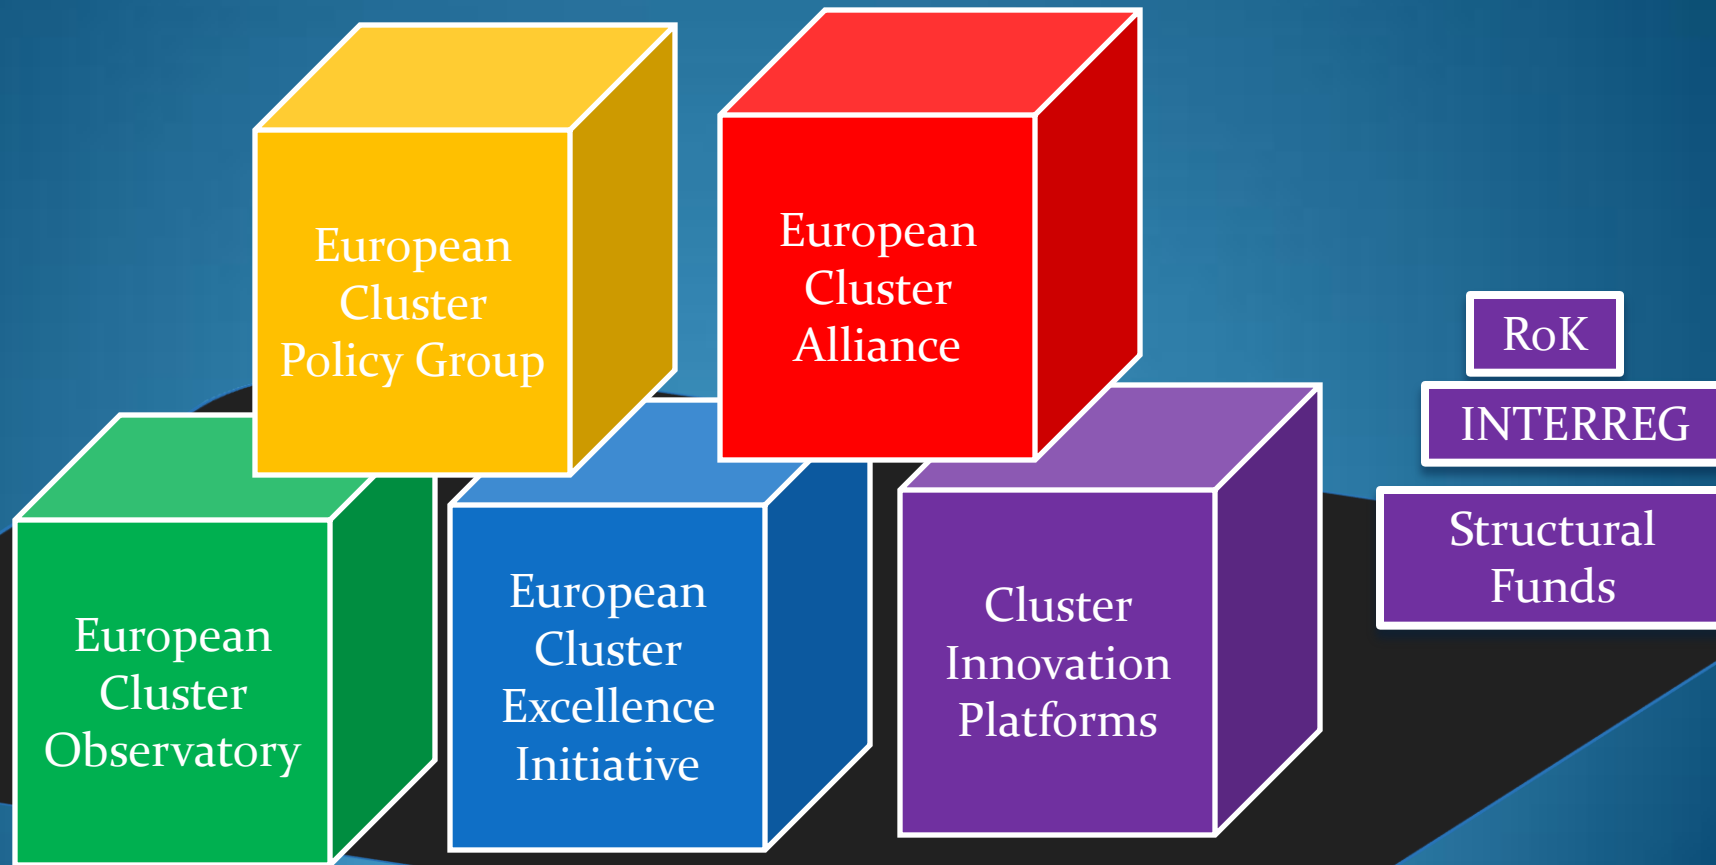 European
Cluster
Policy Group
European
Cluster
Alliance
RoK
INTERREG
Structural
Funds
European
Cluster
Observatory
European
Cluster
Excellence
Initiative
Cluster
Innovation
Platforms